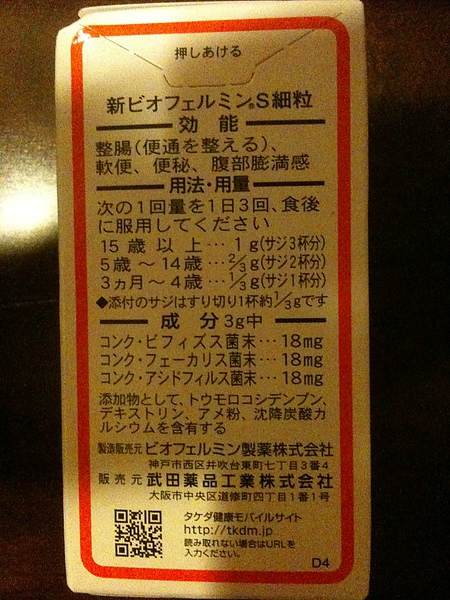 押しあける
新ビオフェルミン®S細粒
効 能
整腸(便通を整える)、
軟便、便秘、腹部膨満感
用法・用量
次の1回量を1日3回、食後
に服用してください
15歳以上…1g(サジ3杯分)
5歳~14歳…2/3g(サジ2杯分)
3ヵ月~4歳…1/3g(サジ1杯分)
◆添付のサジはすり切り1杯約1/3gです
成 分 3g中
コンク・ビフィズス菌末…18mg
コンク・フェーカリス菌末…18mg
コンク・アシドフィルス菌末…18mg
添加物として、トウモロコシデンプン、
デキストリン、アメ粉、沈降炭酸カ
ルシウムを含有する
製造販売元 ビオフェルミン製薬株式会社
神戸市西区井吹台東町七丁目3番4
販売元 武田薬品工業株式会社
大阪市中央区道修町四丁目1番1号
タケダ健康モバイルサイト
http://tkdm.jp
読み取れない場合はURLを
入力ください。
D4